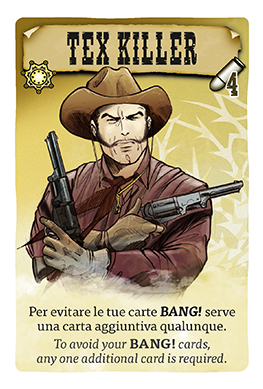 TEX KILLER
4
Per evitare le tue carte BANG! serve
una carta aggiuntiva qualunque.
To avoid your BANG! cards,
any one additional card is required.